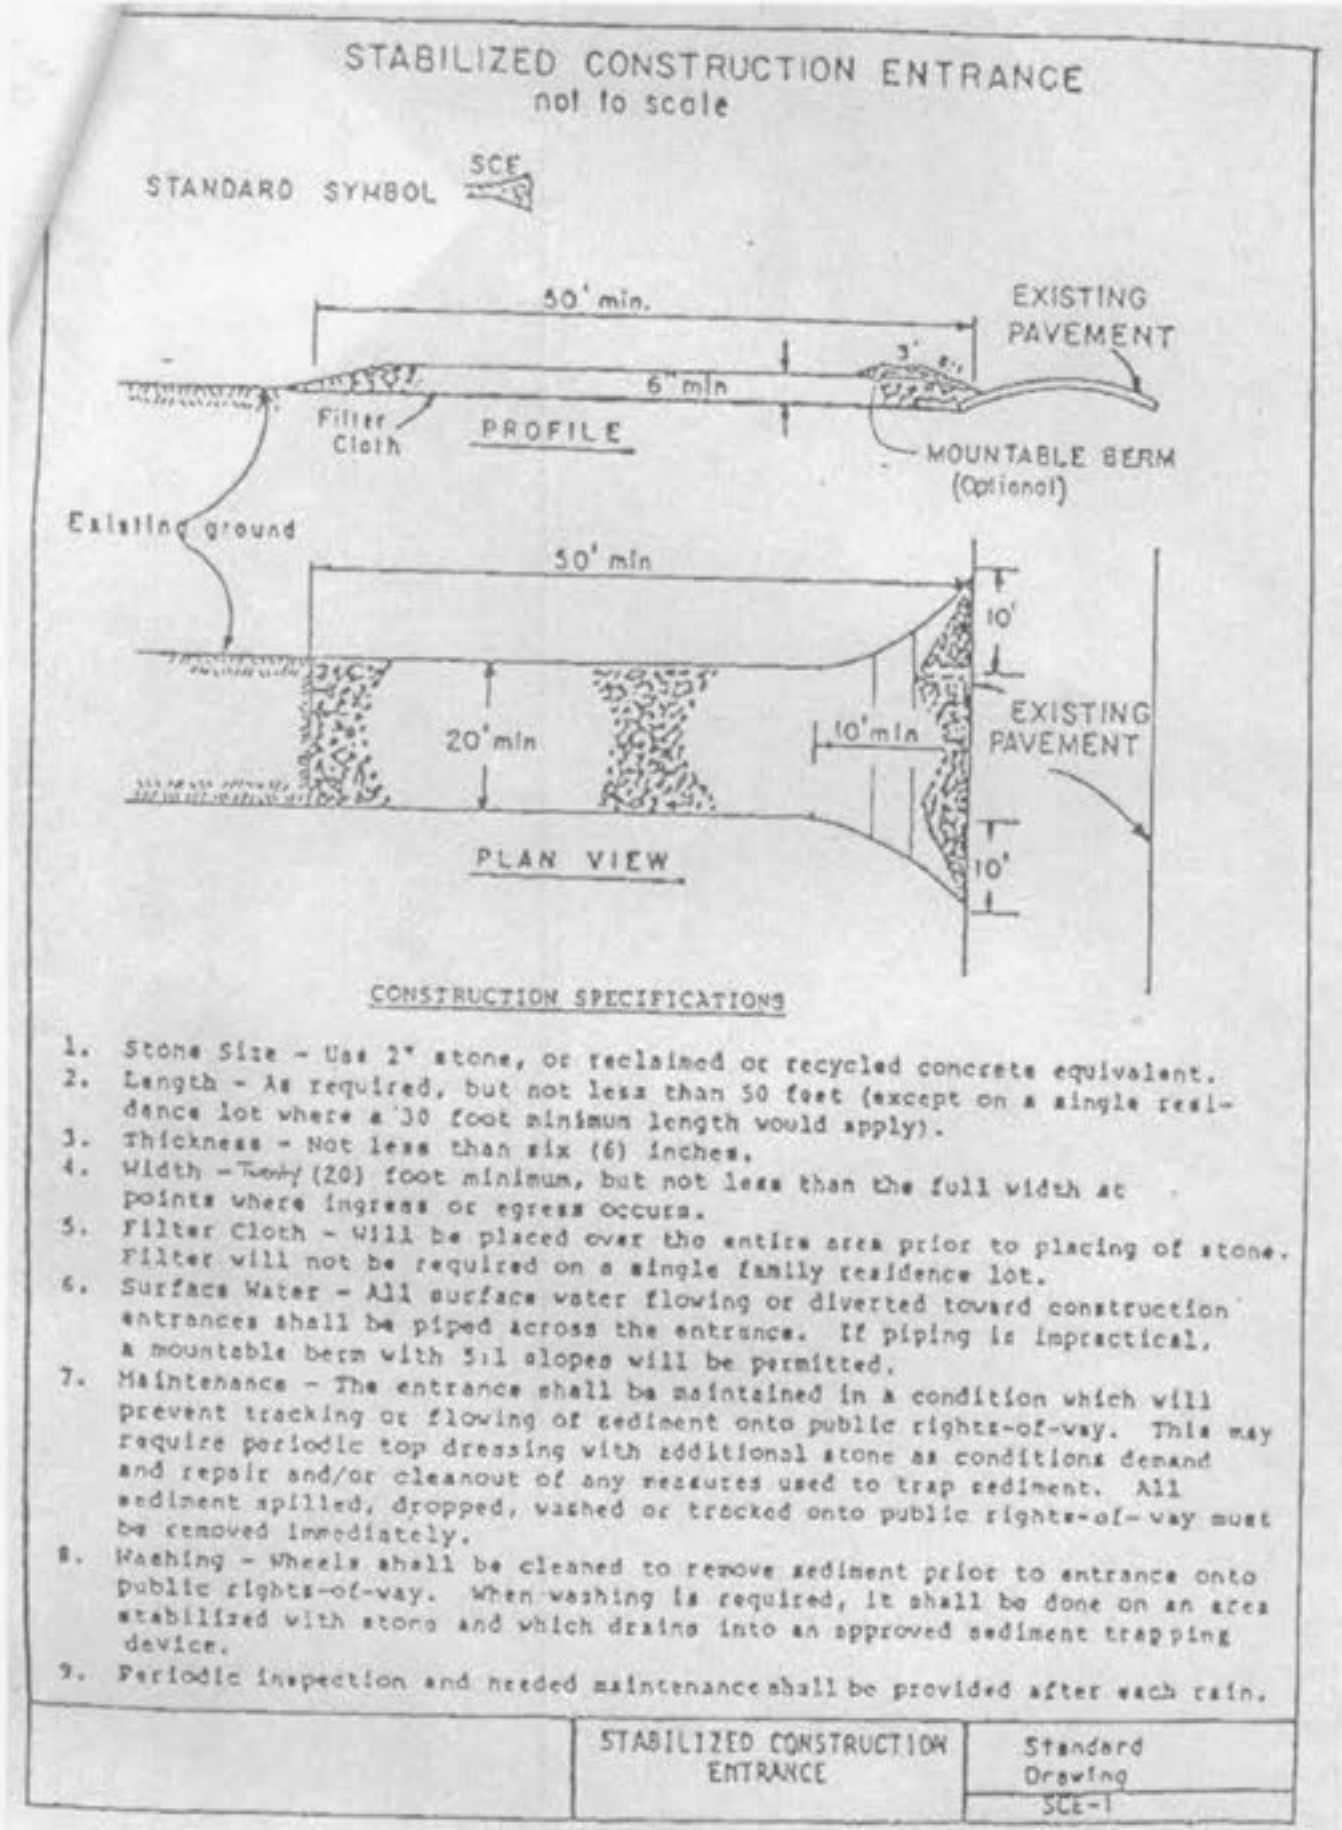 STABILIZED CONSTRUCTION ENTRANCE
not to scale
STANDARD SYMBOL
SCE
50' min.
EXISTING
PAVEMENT
3'
6" min
Filter
Cloth
PROFILE
MOUNTABLE BERM
(Optional)
Existing ground
50' min
10'
20' min
10' min
EXISTING
PAVEMENT
10'
PLAN VIEW
CONSTRUCTION SPECIFICATIONS
1. Stone Size - Use 2" stone, or reclaimed or recycled concrete equivalent.
2. Length - As required, but not less than 50 feet (except on a single resi-
dence lot where a 30 foot minimum length would apply).
3. Thickness - Not less than six (6) inches.
4. Width - Twenty (20) foot minimum, but not less than the full width at
points where ingress or egress occurs.
5. Filter Cloth - Will be placed over the entire area prior to placing of stone.
Filter will not be required on a single family residence lot.
6. Surface Water - All surface water flowing or diverted toward construction
entrances shall be piped across the entrance. If piping is impractical,
a mountable berm with 5:1 slopes will be permitted.
7. Maintenance - The entrance shall be maintained in a condition which will
prevent tracking or flowing of sediment onto public rights-of-way. This may
require periodic top dressing with additional stone as conditions demand
and repair and/or cleanout of any measures used to trap sediment. All
sediment spilled, dropped, washed or tracked onto public rights-of-way must
be removed immediately.
8. Washing - Wheels shall be cleaned to remove sediment prior to entrance onto
public rights-of-way. When washing is required, it shall be done on an area
stabilized with stone and which drains into an approved sediment trapping
device.
9. Periodic inspection and needed maintenance shall be provided after each rain.
STABILIZED CONSTRUCTION
ENTRANCE
Standard
Drawing
SCE-1